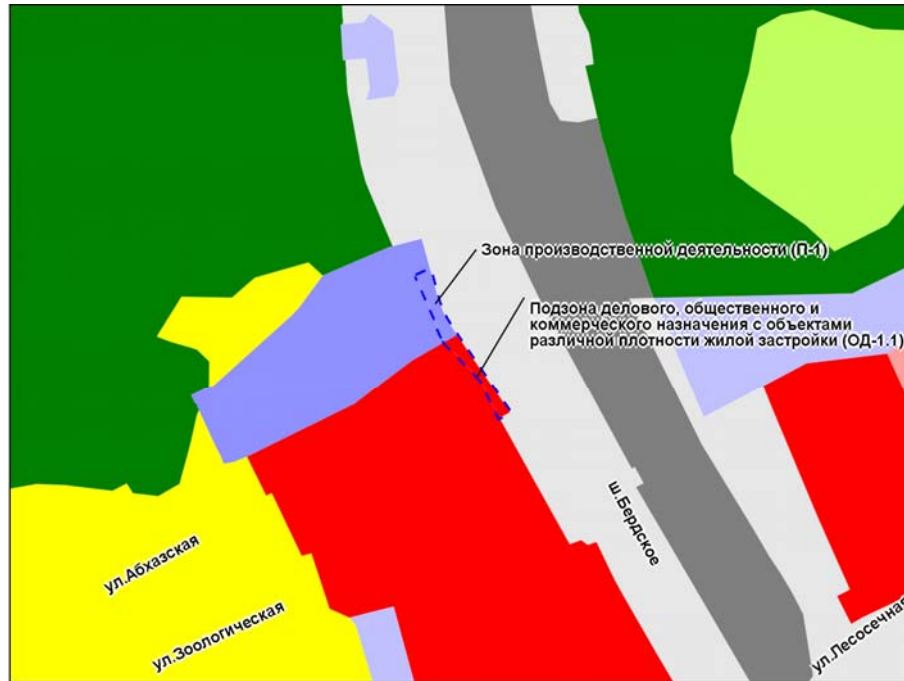 Зона производственной деятельности (П-1)
Подзона делового, общественного и
коммерческого назначения с объектами
различной плотности жилой застройки (ОД-1.1)
ш.Бердское
ул.Абхазская
ул.Зоологическая
ул.Лесосечная